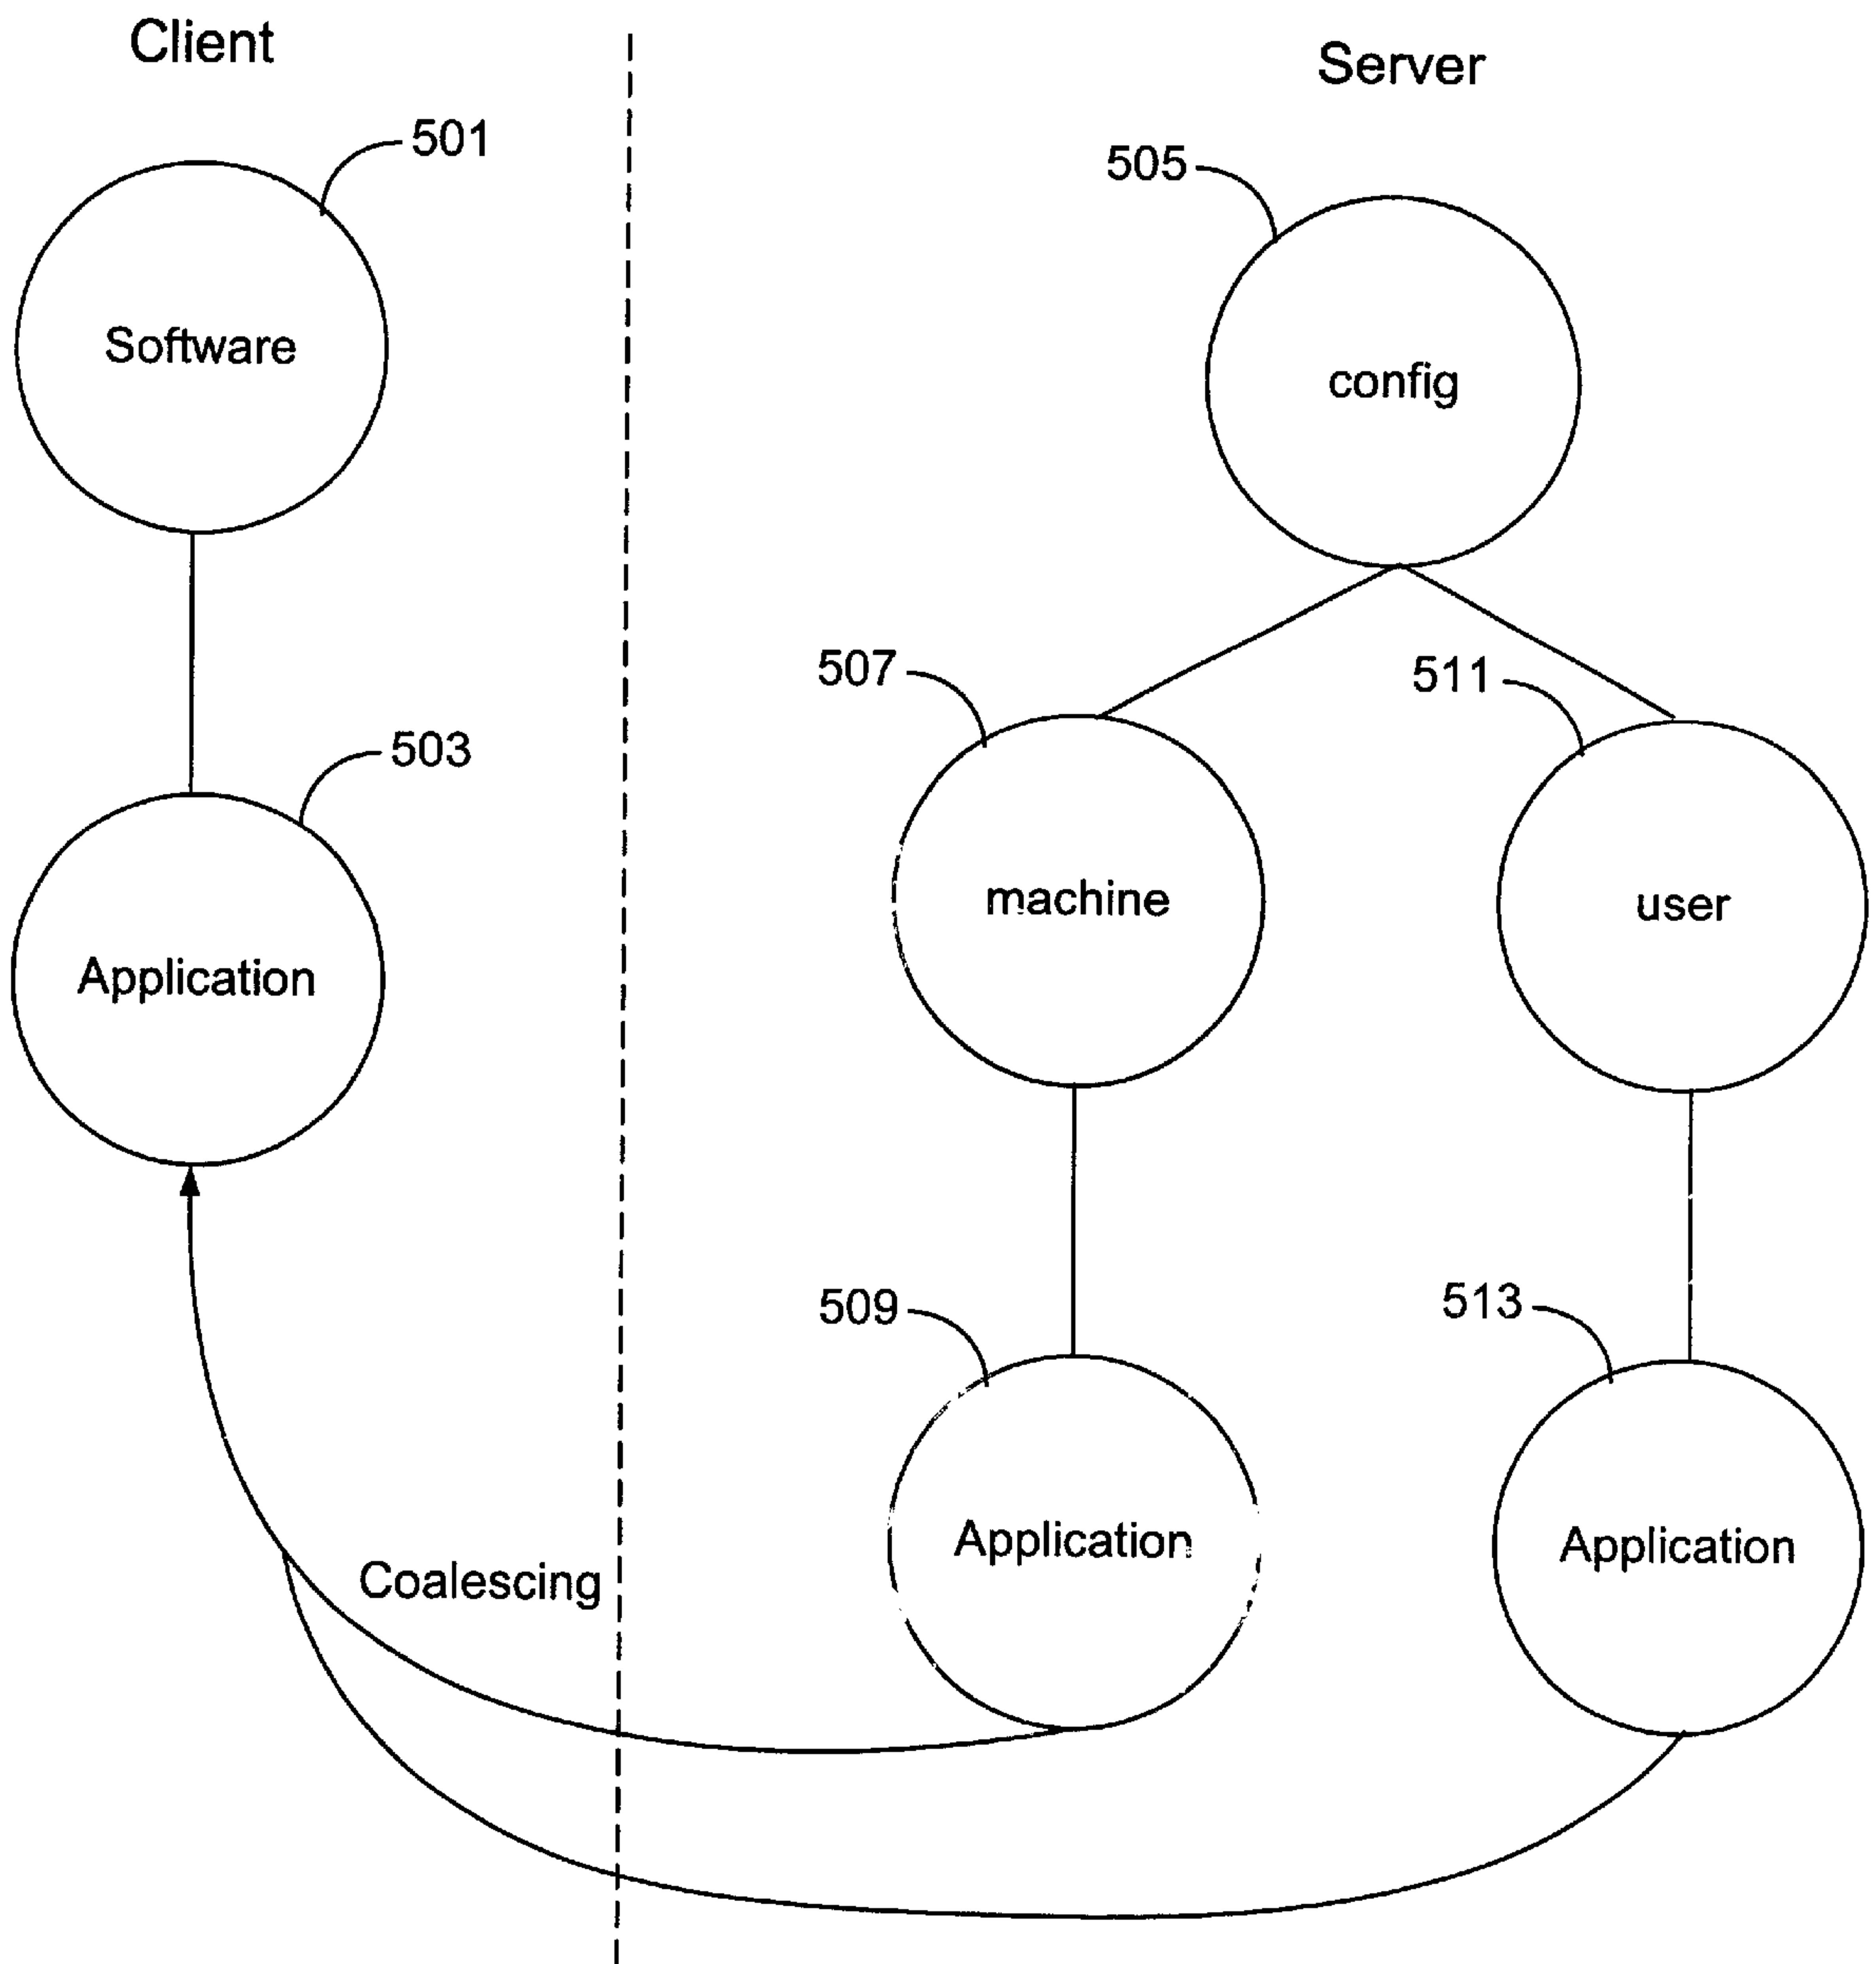 Client
Server
501
505
Software
config
507
511
503
machine
user
Application
509
513
Application
Application
Coalescing